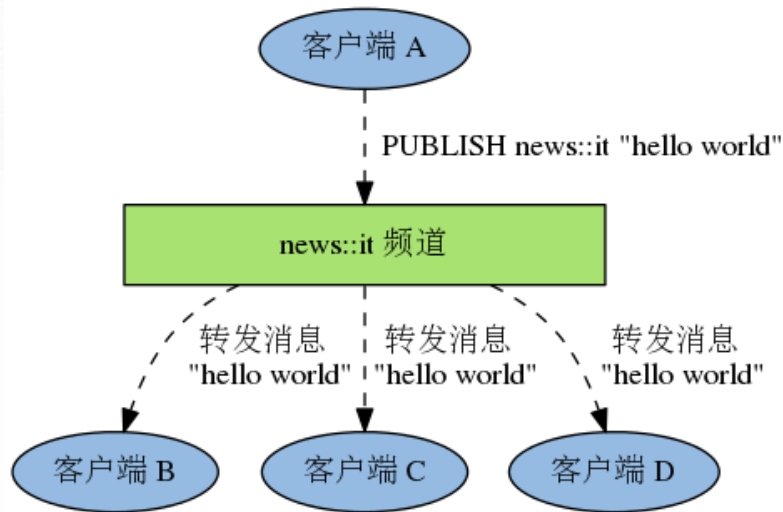 客户端 A
PUBLISH news::it "hello world"
news::it 频道
转发消息
"hello world"
转发消息
"hello world"
转发消息
"hello world"
客户端 B
客户端 C
客户端 D